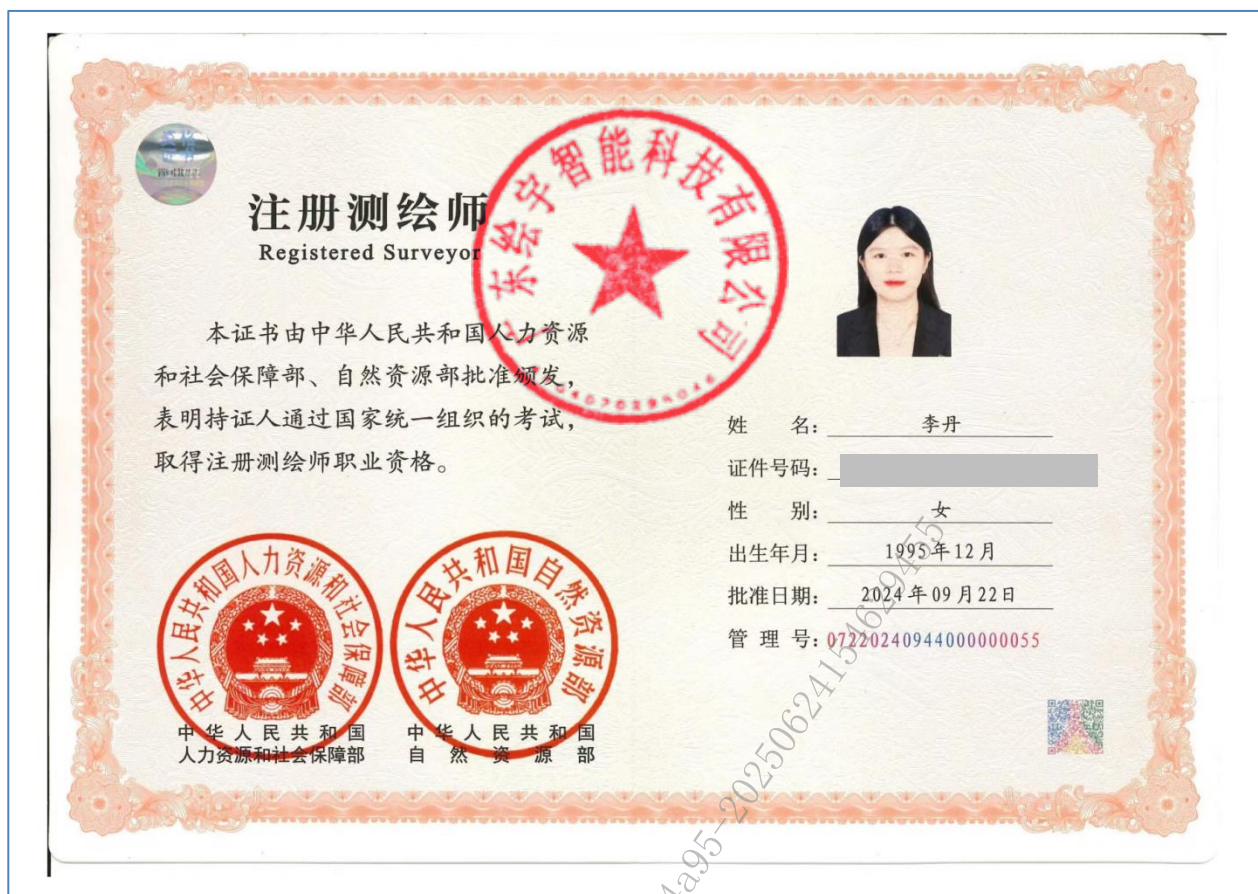 注册测绘师
Registered Surveyor
本证书由中华人民共和国人力资源
和社会保障部、自然资源部批准颁发，
表明持证人通过国家统一组织的考试，
取得注册测绘师职业资格。
广东绘宇智能科技有限公司
中华人民共和国人力资源和社会保障部
中华人民共和国自然资源部
中华人民共和国
人力资源和社会保障部
中华人民共和国
自然资源部
姓 名：李丹
证件号码：
性 别：女
出生年月：1995年12月
批准日期：2024年09月22日
管 理 号：07220240944000000055
4a95-20250624154629455